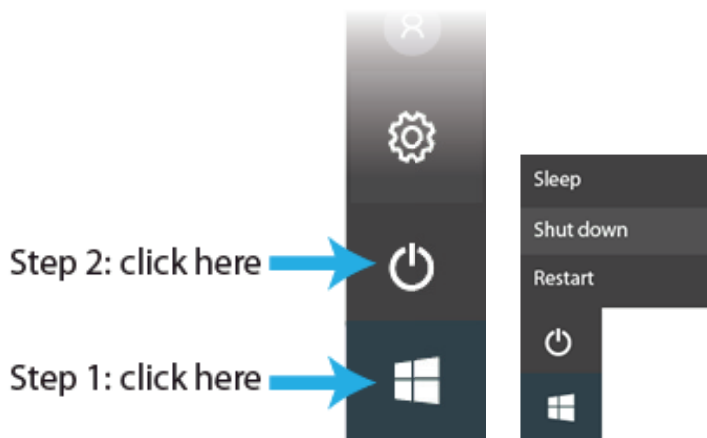 Step 2: click here
Step 1: click here
Sleep
Shut down
Restart